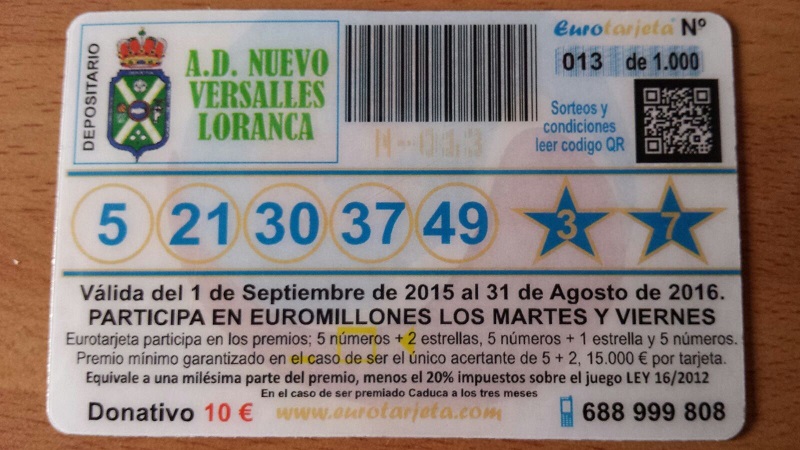 DEPOSITARIO
A.D. NUEVO
VERSALLES
LORANCA
H-013
Eurotarjeta® Nº
013 de 1.000
Sorteos y
condiciones
leer codigo QR
5 21 30 37 49 3 7
Válida del 1 de Septiembre de 2015 al 31 de Agosto de 2016.
PARTICIPA EN EUROMILLONES LOS MARTES Y VIERNES
Eurotarjeta participa en los premios; 5 números + 2 estrellas, 5 números + 1 estrella y 5 números.
Premio mínimo garantizado en el caso de ser el único acertante de 5 + 2, 15.000 € por tarjeta.
Equivale a una milésima parte del premio, menos el 20% impuestos sobre el juego LEY 16/2012
En el caso de ser premiado Caduca a los tres meses
Donativo 10 € www.eurotarjeta.com 688 999 808